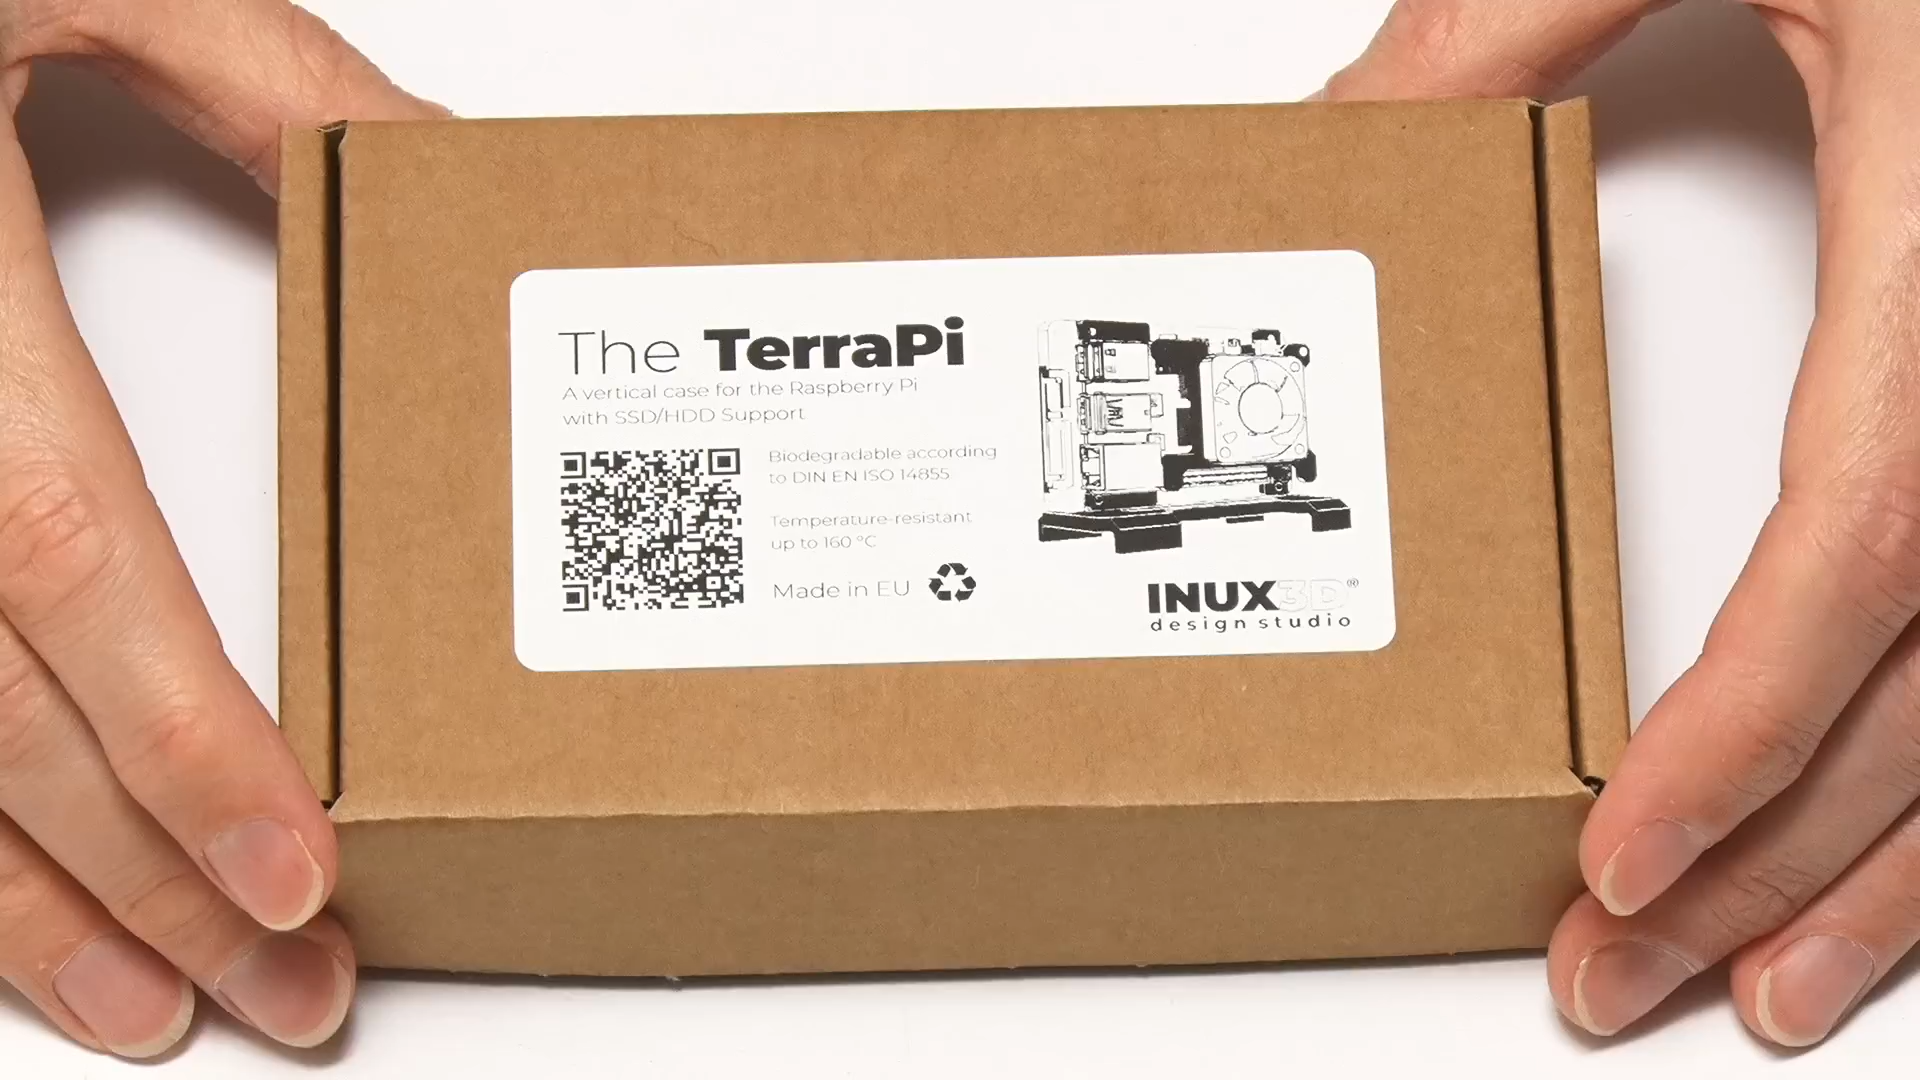 The TerraPi
A vertical case for the Raspberry Pi
with SSD/HDD Support
Biodegradable according
to DIN EN ISO 14855
Temperature-resistant
up to 160 °C
Made in EU
INUX3D®
design studio